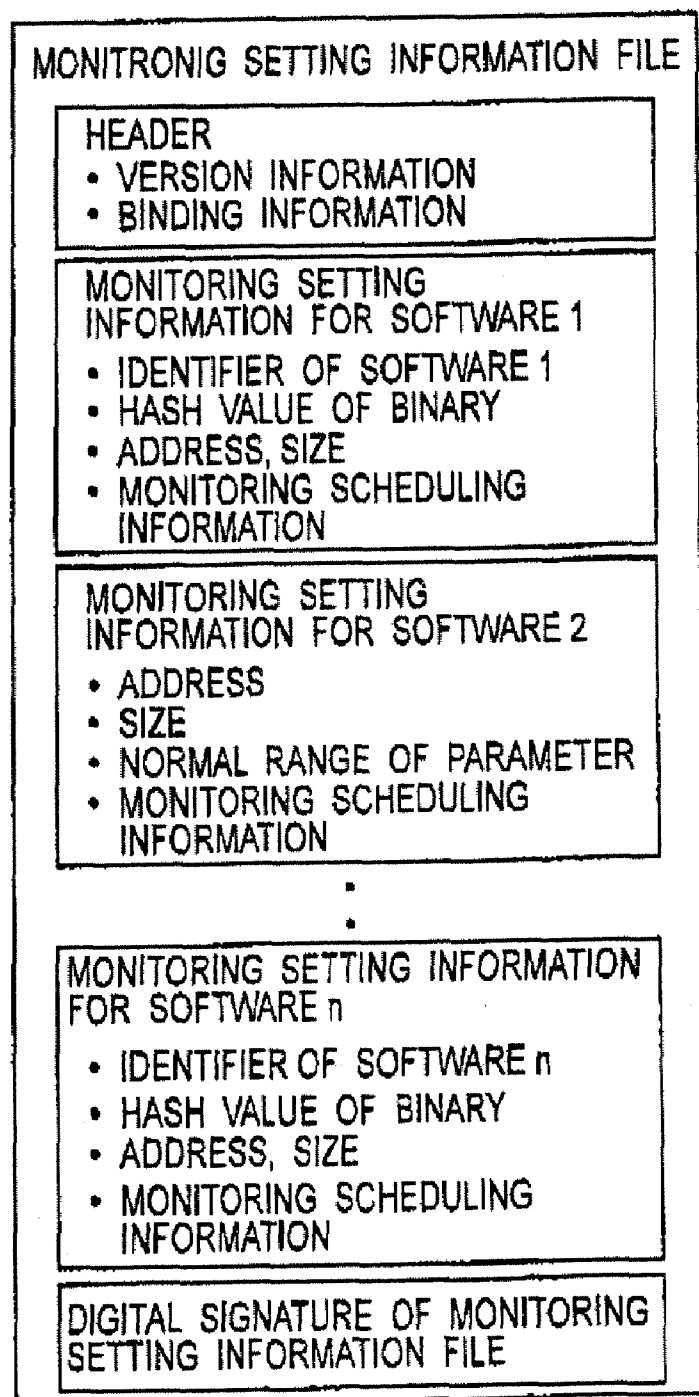 MONITRONIG SETTING INFORMATION FILE
HEADER
• VERSION INFORMATION
• BINDING INFORMATION
MONITORING SETTING
INFORMATION FOR SOFTWARE 1
• IDENTIFIER OF SOFTWARE 1
• HASH VALUE OF BINARY
• ADDRESS, SIZE
• MONITORING SCHEDULING
INFORMATION
MONITORING SETTING
INFORMATION FOR SOFTWARE 2
• ADDRESS
• SIZE
• NORMAL RANGE OF PARAMETER
• MONITORING SCHEDULING
INFORMATION
MONITORING SETTING INFORMATION
FOR SOFTWARE n
• IDENTIFIER OF SOFTWARE n
• HASH VALUE OF BINARY
• ADDRESS, SIZE
• MONITORING SCHEDULING
INFORMATION
DIGITAL SIGNATURE OF MONITORING
SETTING INFORMATION FILE